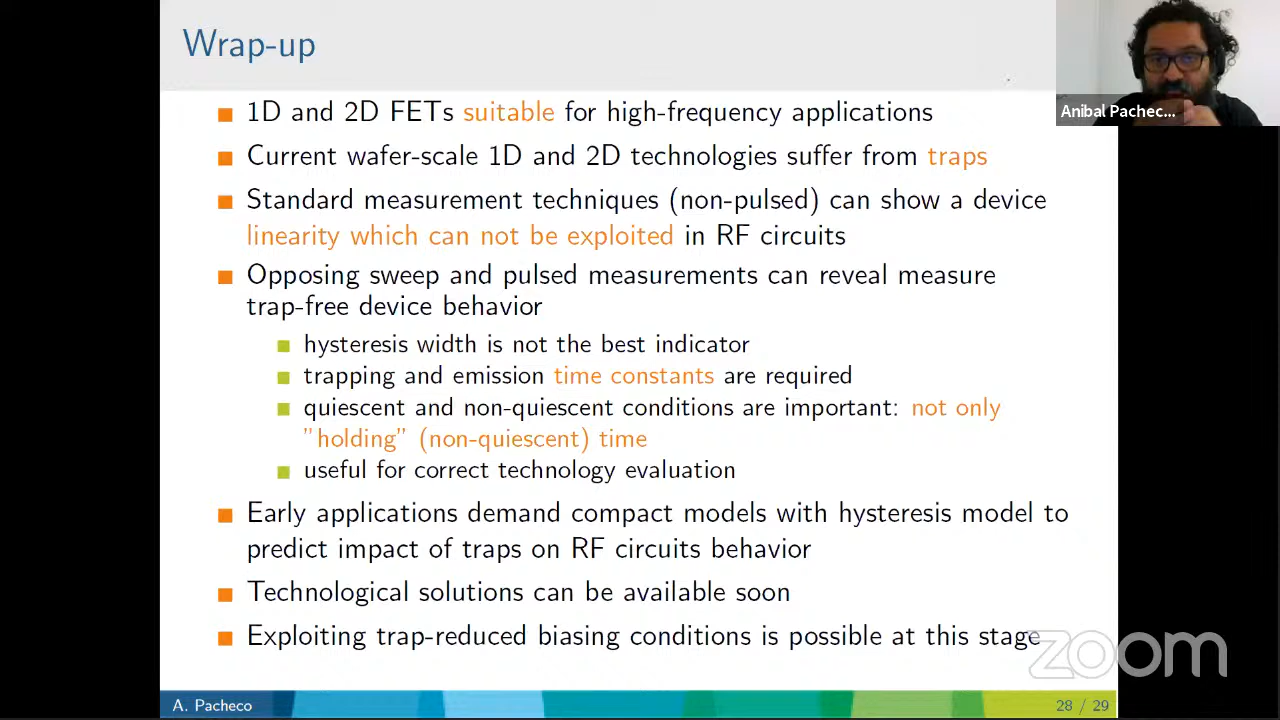 Wrap-up
Anibal Pachec...
1D and 2D FETs suitable for high-frequency applications
Current wafer-scale 1D and 2D technologies suffer from traps
Standard measurement techniques (non-pulsed) can show a device
linearity which can not be exploited in RF circuits
Opposing sweep and pulsed measurements can reveal measure
trap-free device behavior
hysteresis width is not the best indicator
trapping and emission time constants are required
quiescent and non-quiescent conditions are important: not only
"holding" (non-quiescent) time
useful for correct technology evaluation
Early applications demand compact models with hysteresis model to
predict impact of traps on RF circuits behavior
Technological solutions can be available soon
Exploiting trap-reduced biasing conditions is possible at this stage
zoom
A. Pacheco
28 / 29